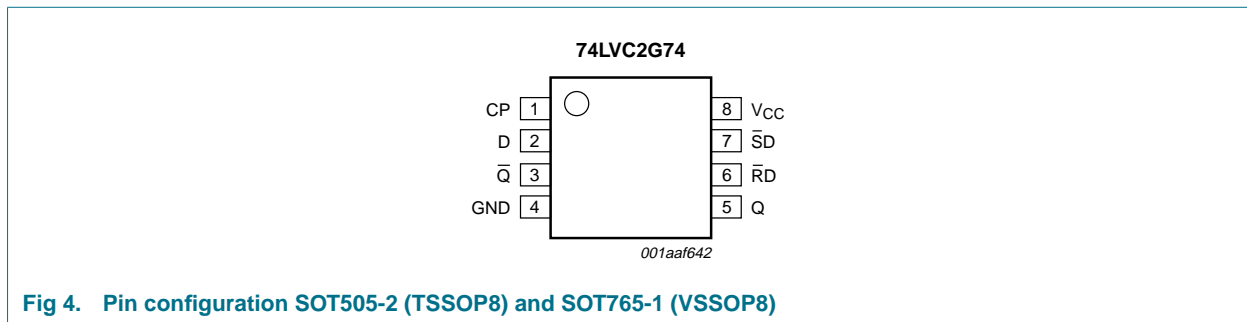 74LVC2G74
CP 1
8 VCC
D 2
7 S̅D
Q̅ 3
6 R̅D
GND 4
5 Q
001aaf642
Fig 4. Pin configuration SOT505-2 (TSSOP8) and SOT765-1 (VSSOP8)